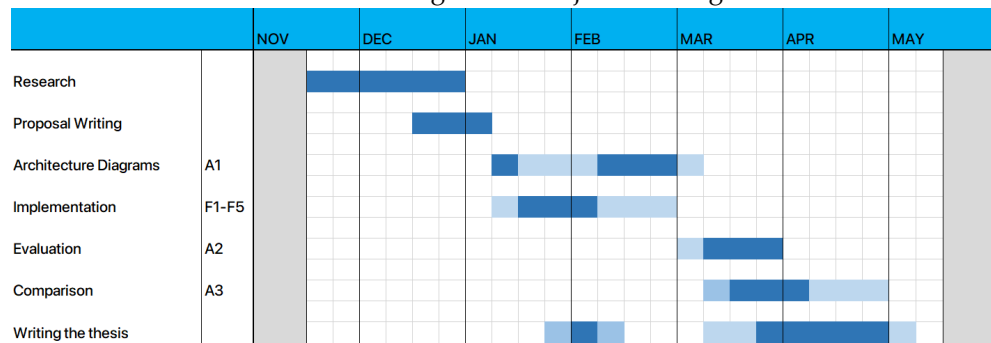 NOV DEC JAN FEB MAR APR MAY
Research
Proposal Writing
Architecture Diagrams A1
Implementation F1-F5
Evaluation A2
Comparison A3
Writing the thesis